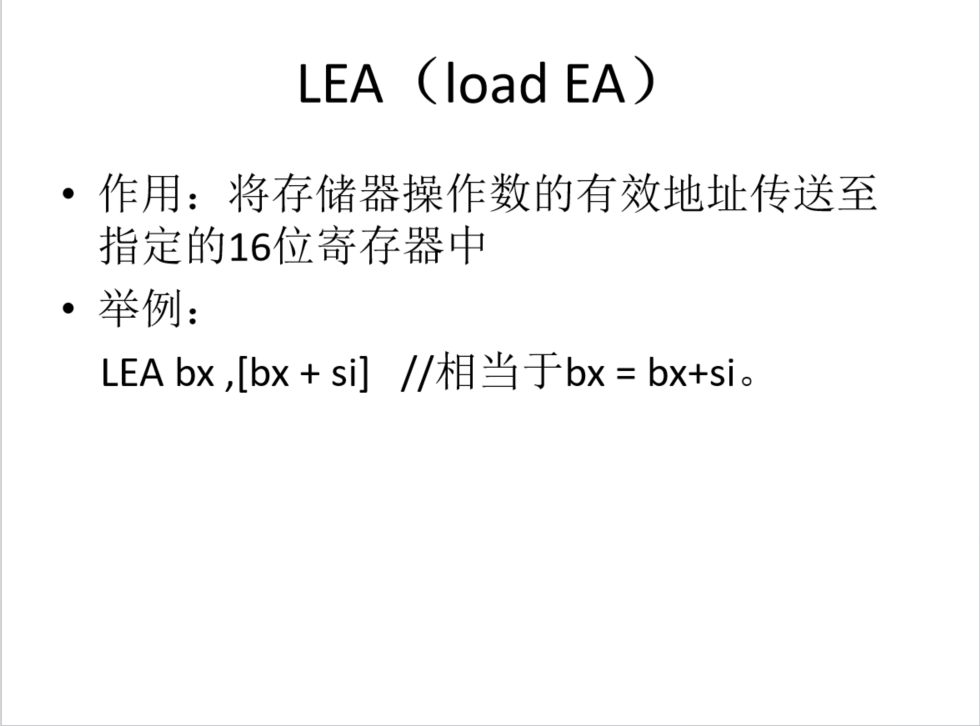 LEA（load EA）
• 作用：将存储器操作数的有效地址传送至
指定的16位寄存器中
• 举例：
LEA bx ,[bx + si] //相当于bx = bx+si。